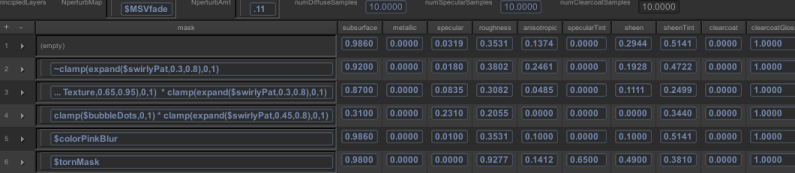 rincipledLayers NperturbMap $MSVfade NperturbAmt .11 numDiffuseSamples 10.0000 numSpecularSamples 10.0000 numClearcoatSamples 10.0000
+ - mask subsurface metallic specular roughness anisotropic specularTint sheen sheenTint clearcoat clearcoatGlos
1 (empty) 0.9860 0.0000 0.0319 0.3531 0.1374 0.0000 0.2944 0.5141 0.0000 1.0000
2 ~clamp(expand($swirlyPat,0.3,0.8),0,1) 0.9200 0.0000 0.0180 0.3802 0.2461 0.0000 0.1928 0.4722 0.0000 1.0000
3 ... Texture,0.65,0.95),0,1) * clamp(expand($swirlyPat,0.3,0.8),0,1) 0.8700 0.0000 0.0835 0.3082 0.0485 0.0000 0.1111 0.2499 0.0000 1.0000
4 clamp($bubbleDots,0,1) * clamp(expand($swirlyPat,0.45,0.8),0,1) 0.3100 0.0000 0.2310 0.2055 0.0000 0.0000 0.0000 0.3440 0.0000 1.0000
5 $colorPinkBlur 0.9860 0.0000 0.0100 0.3531 0.1000 0.0000 0.1000 0.5141 0.0000 1.0000
6 $tornMask 0.9800 0.0000 0.0000 0.9277 0.1412 0.6500 0.4900 0.3810 0.0000 1.0000